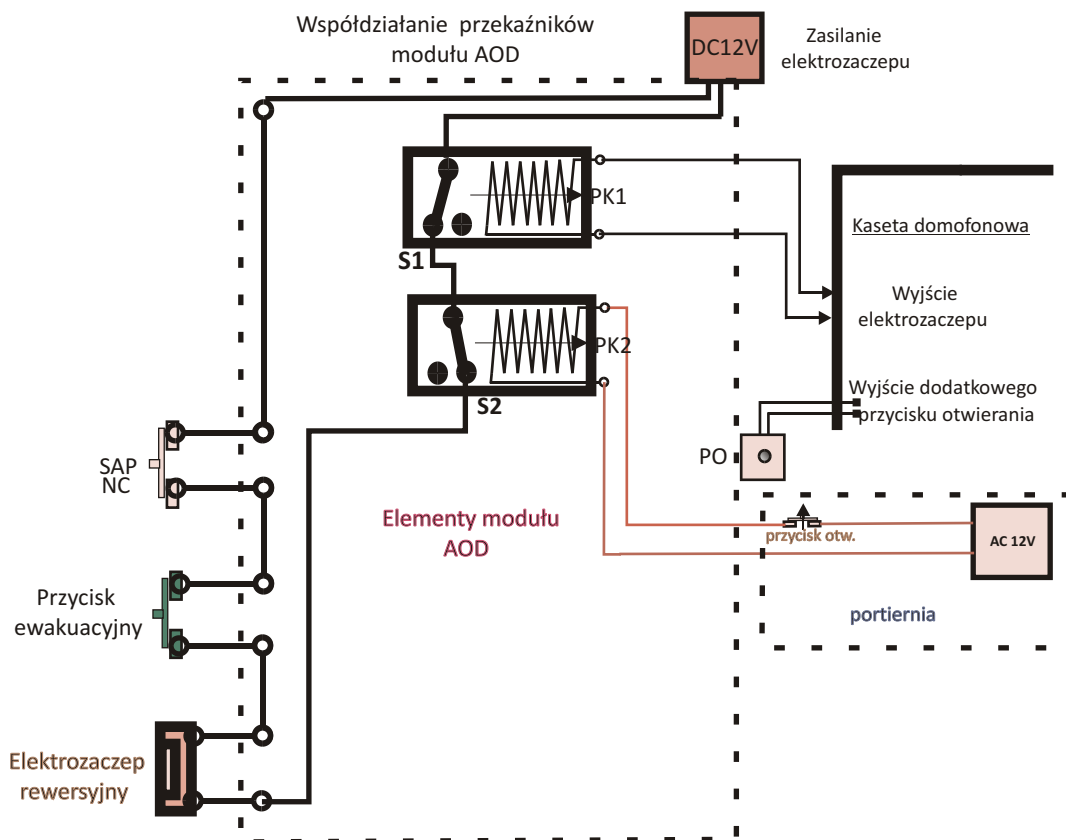 Współdziałanie przekaźników
modułu AOD
DC12V
Zasilanie
elektrozaczepu
PK1
S1
Kaseta domofonowa
Wyjście
elektrozaczepu
PK2
S2
Wyjście dodatkowego
przycisku otwierania
PO
SAP
NC
Elementy modułu
AOD
przycisk otw.
AC 12V
portiernia
Przycisk
ewakuacyjny
Elektrozaczep
rewersyjny